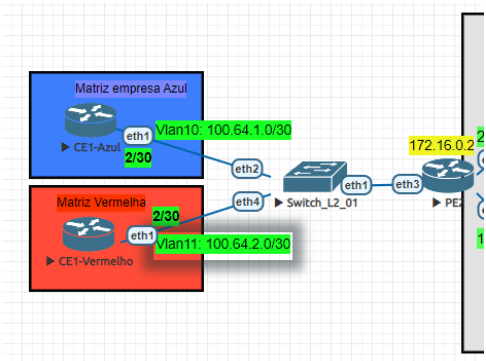 Matriz empresa Azul
eth1
Vlan10: 100.64.1.0/30
CE1-Azul
2/30
172.16.0.2
2
eth2
eth1
eth3
Matriz Vermelha
2/30
eth4
Switch_L2_01
PE2
eth1
Vlan11: 100.64.2.0/30
CE1-Vermelho
1